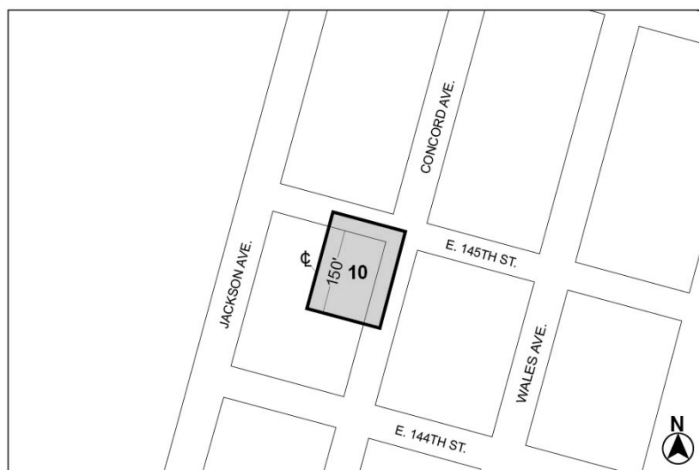 CONCORD AVE.
E. 145TH ST.
JACKSON AVE.
℄
150'
10
WALES AVE.
E. 144TH ST.
N